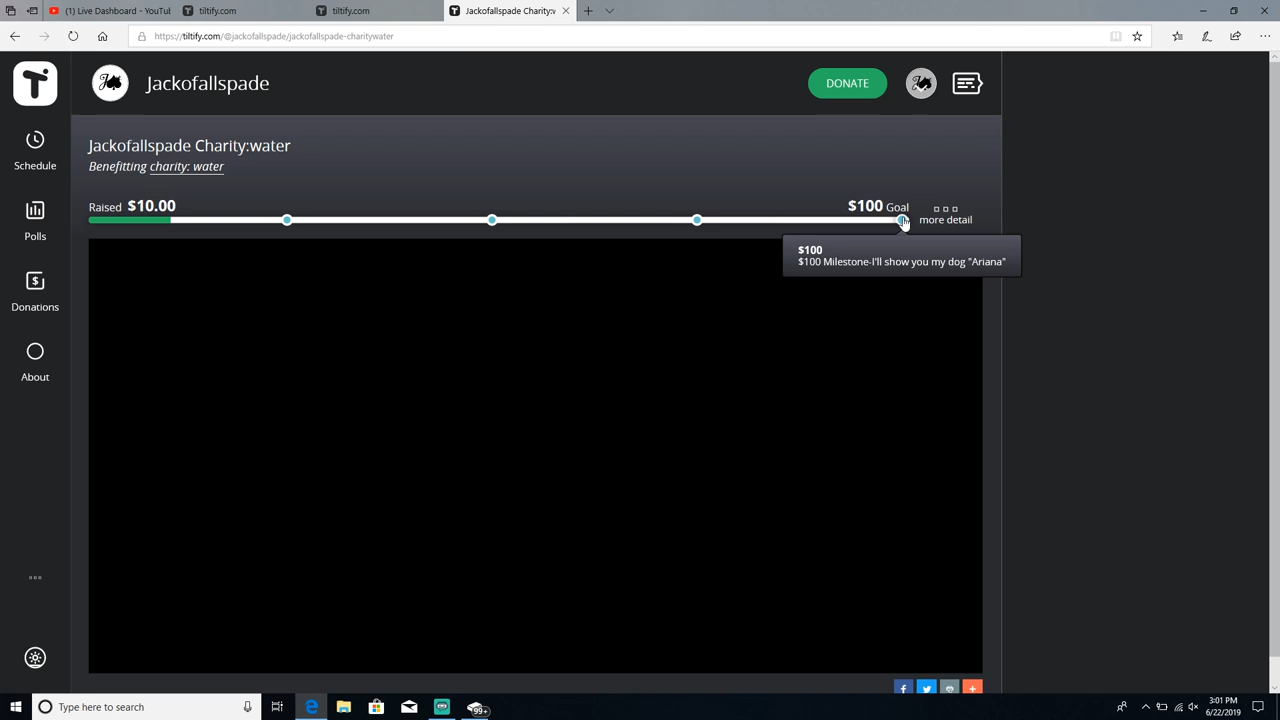 (1) Live Dashboard - YouTu
tiltify.com
tiltify.com
Jackofallspade Charity:w
https://tiltify.com/@jackofallspade/jackofallspade-charitywater
Jackofallspade
DONATE
Schedule
Polls
Donations
About
Jackofallspade Charity:water
Benefitting charity: water
Raised $10.00
$100 Goal
more detail
$100
$100 Milestone-I'll show you my dog "Ariana"
Type here to search
99+
3:01 PM
6/22/2019